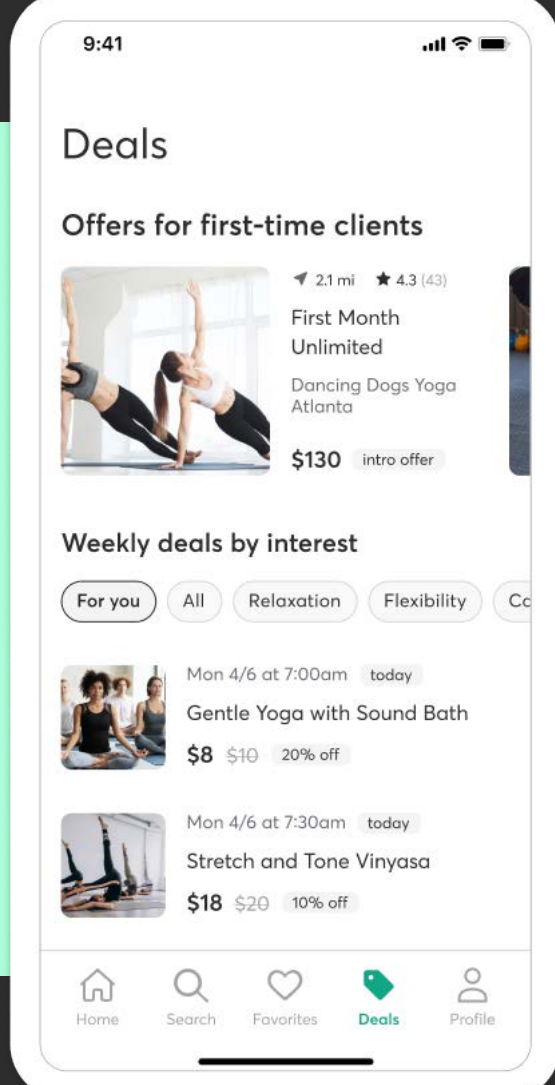 9:41
Deals
Offers for first-time clients
2.1 mi 4.3 (43)
First Month
Unlimited
Dancing Dogs Yoga
Atlanta
$130 intro offer
Weekly deals by interest
For you All Relaxation Flexibility
Mon 4/6 at 7:00am today
Gentle Yoga with Sound Bath
$8 $10 20% off
Mon 4/6 at 7:30am today
Stretch and Tone Vinyasa
$18 $20 10% off
Home Search Favorites Deals Profile